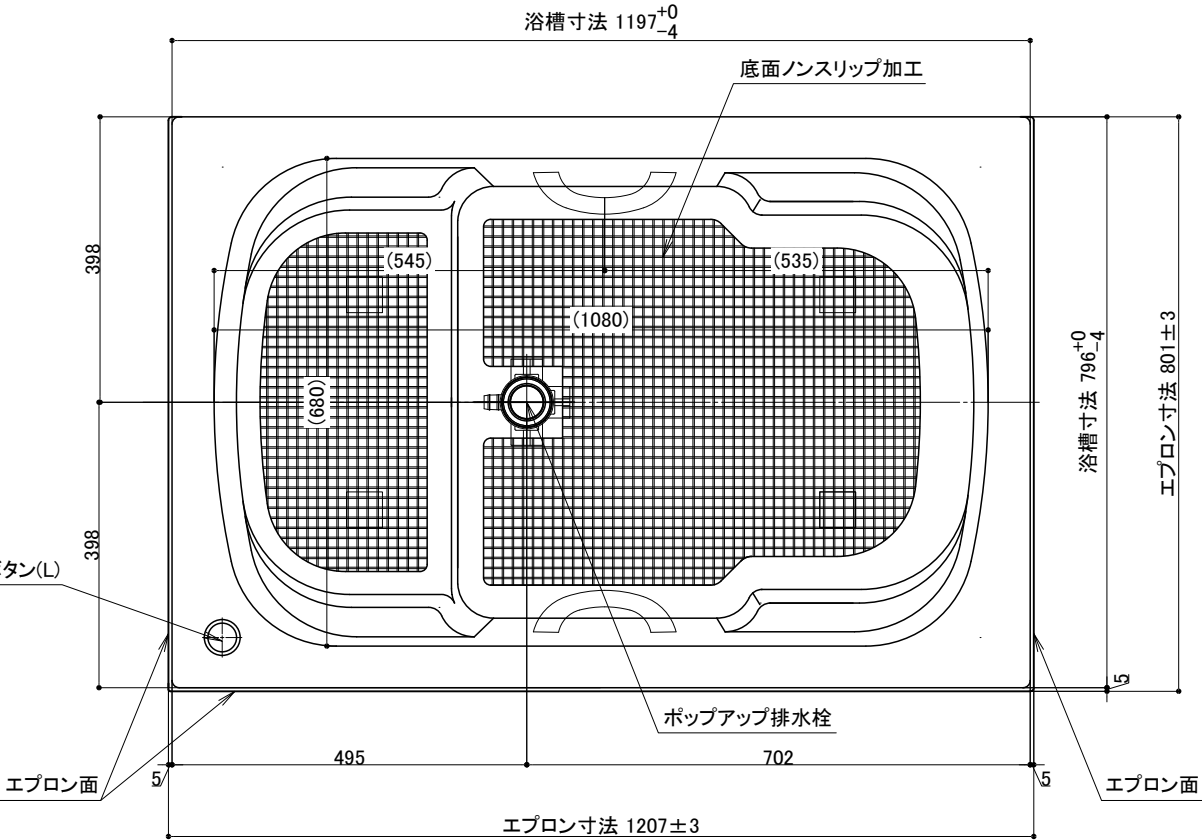 浴槽寸法 1197 +0 -4
底面ノンスリップ加工
398
(545)
(535)
(1080)
(680)
浴槽寸法 796 +0 -4
エプロン寸法 801±3
398
タン(L)
5
ポップアップ排水栓
495
702
5
5
エプロン面
エプロン面
エプロン寸法 1207±3